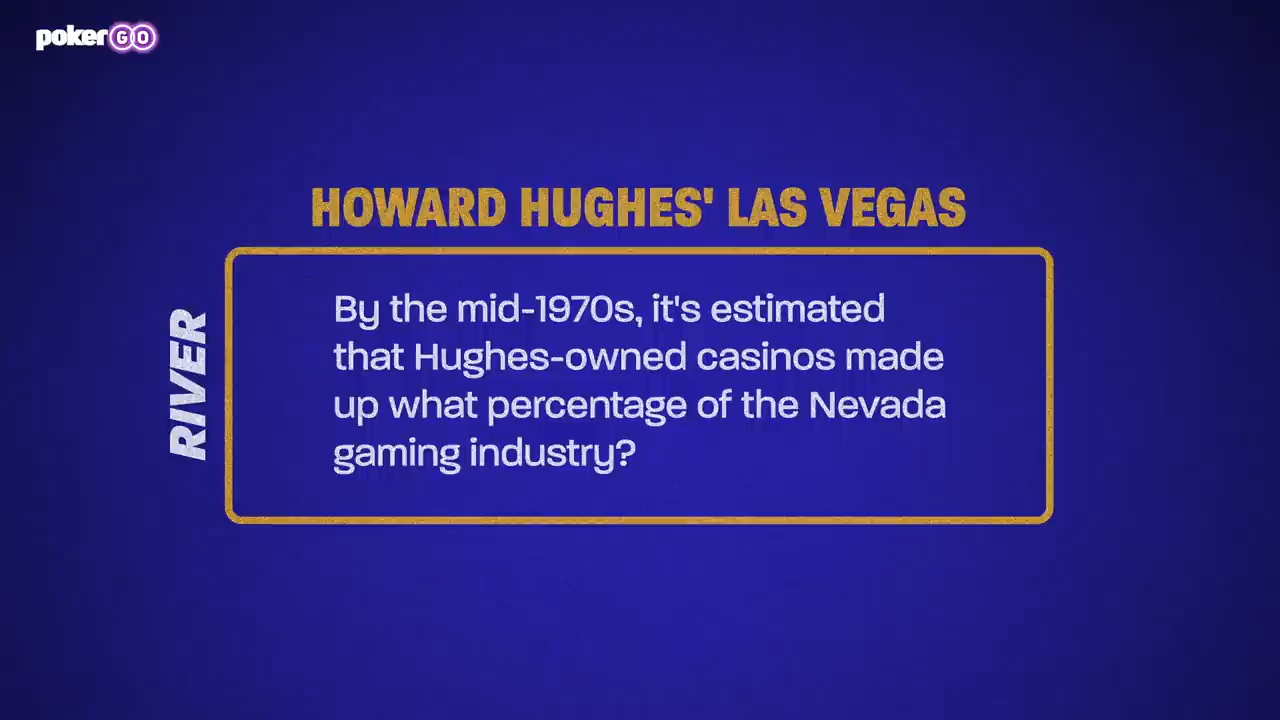 pokerGO
HOWARD HUGHES' LAS VEGAS
RIVER
By the mid-1970s, it's estimated
that Hughes-owned casinos made
up what percentage of the Nevada
gaming industry?